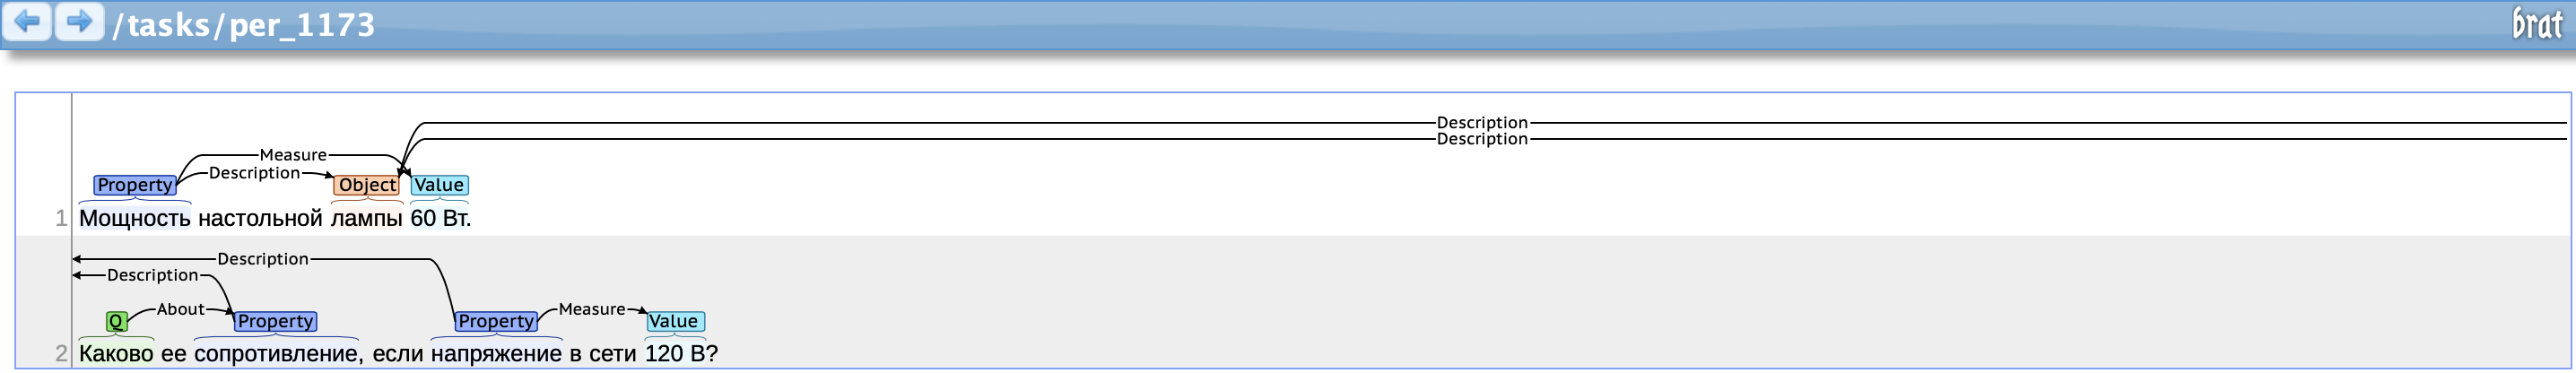 /tasks/per_1173
brat
Description
Description
Measure
Description
Property Object Value
1 Мощность настольной лампы 60 Вт.
Description
Description
About Measure
Q Property Property Value
2 Каково ее сопротивление, если напряжение в сети 120 В?